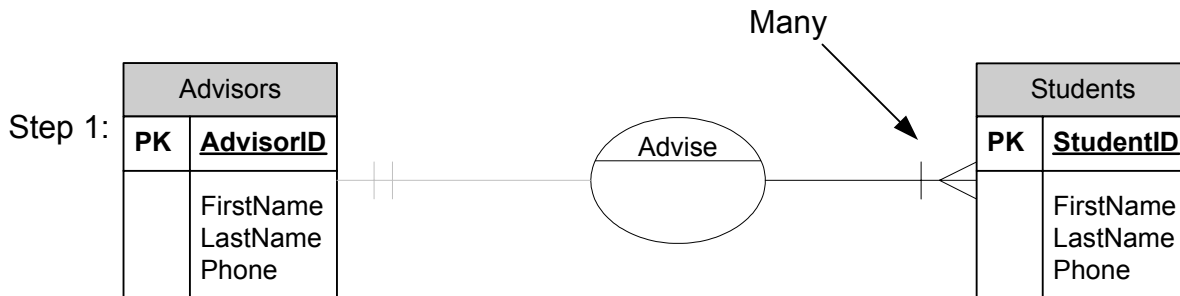 Many
Step 1:
Advisors
PK AdvisorID
FirstName
LastName
Phone
Advise
Students
PK StudentID
FirstName
LastName
Phone